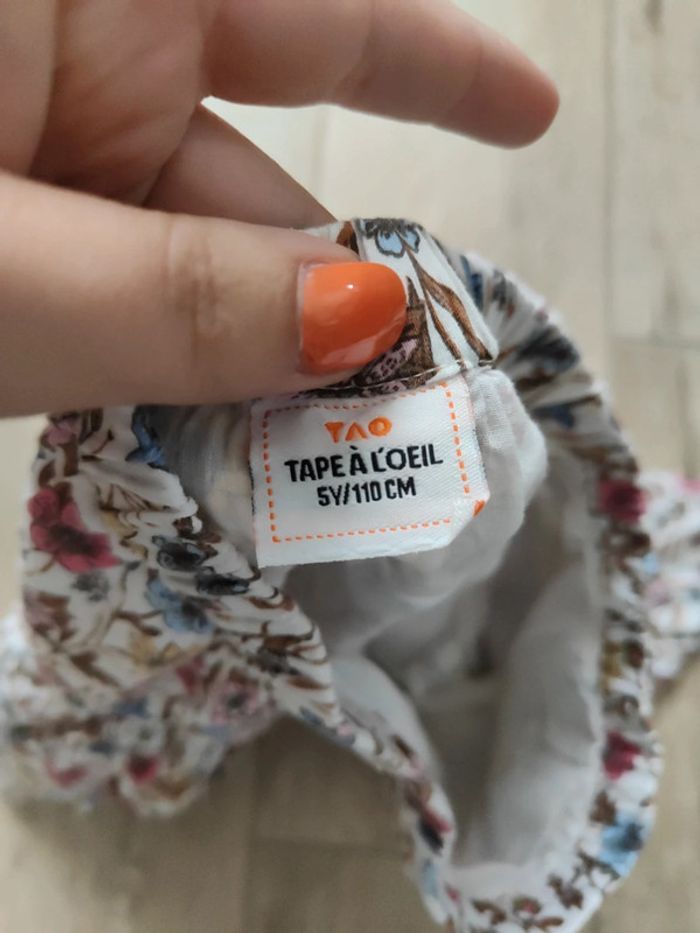 TAO
TAPE À L'OEIL
5Y/110 CM